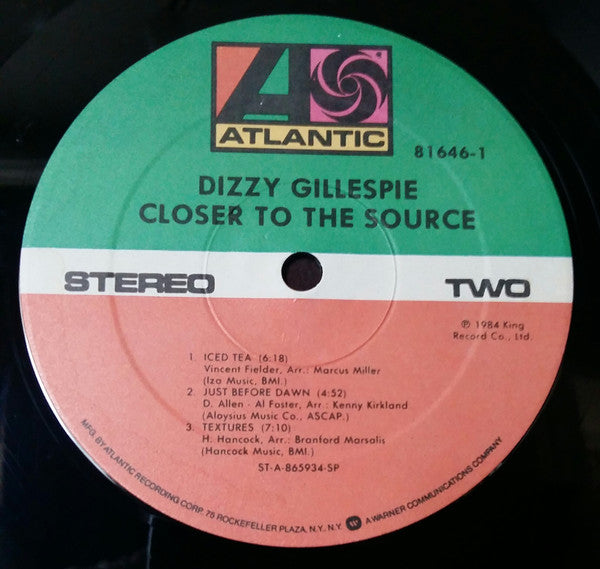 ATLANTIC
81646-1
DIZZY GILLESPIE
CLOSER TO THE SOURCE
STEREO
TWO
℗ 1984 King
Record Co., Ltd.
1. ICED TEA (6:18)
Vincent Fielder, Arr.: Marcus Miller
(Iza Music, BMI.)
2. JUST BEFORE DAWN (4:52)
D. Allen - Al Foster, Arr : Kenny Kirkland
(Aloysius Music Co., ASCAP.)
3. TEXTURES (7:10)
H. Hancock, Arr.: Branford Marsalis
(Hancock Music, BMI.)
ST-A-865934-SP
MFG. BY ATLANTIC RECORDING CORP. 75 ROCKEFELLER PLAZA, N.Y. N.Y. A WARNER COMMUNICATIONS COMPANY